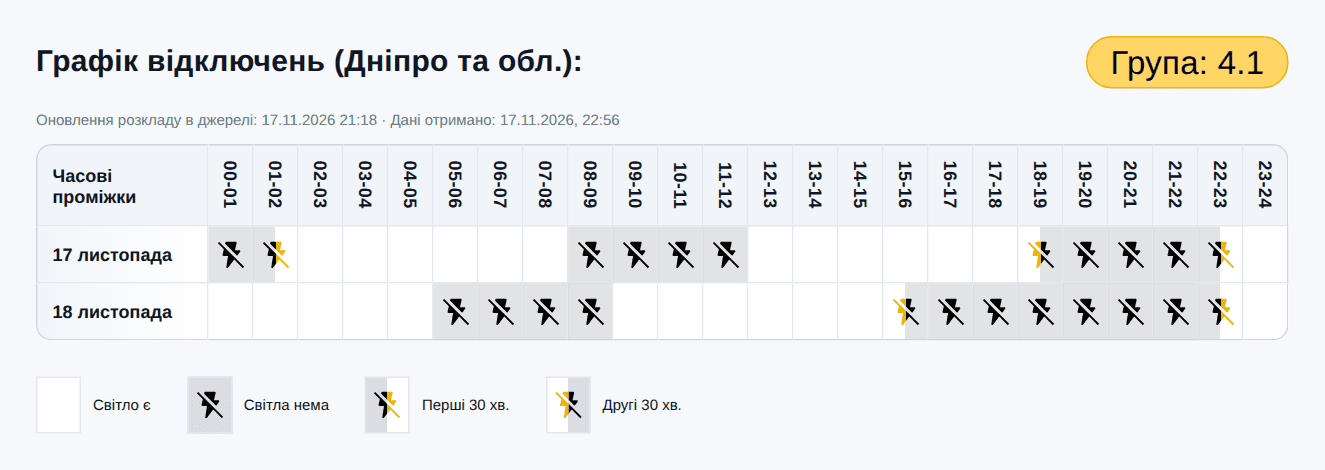 Графік відключень (Дніпро та обл.):
Група: 4.1
Оновлення розкладу в джерелі: 17.11.2026 21:18 · Дані отримано: 17.11.2026, 22:56
Часові
проміжки
00-01
01-02
02-03
03-04
04-05
05-06
06-07
07-08
08-09
09-10
10-11
11-12
12-13
13-14
14-15
15-16
16-17
17-18
18-19
19-20
20-21
21-22
22-23
23-24
17 листопада
18 листопада
Світло є
Світла нема
Перші 30 хв.
Другі 30 хв.